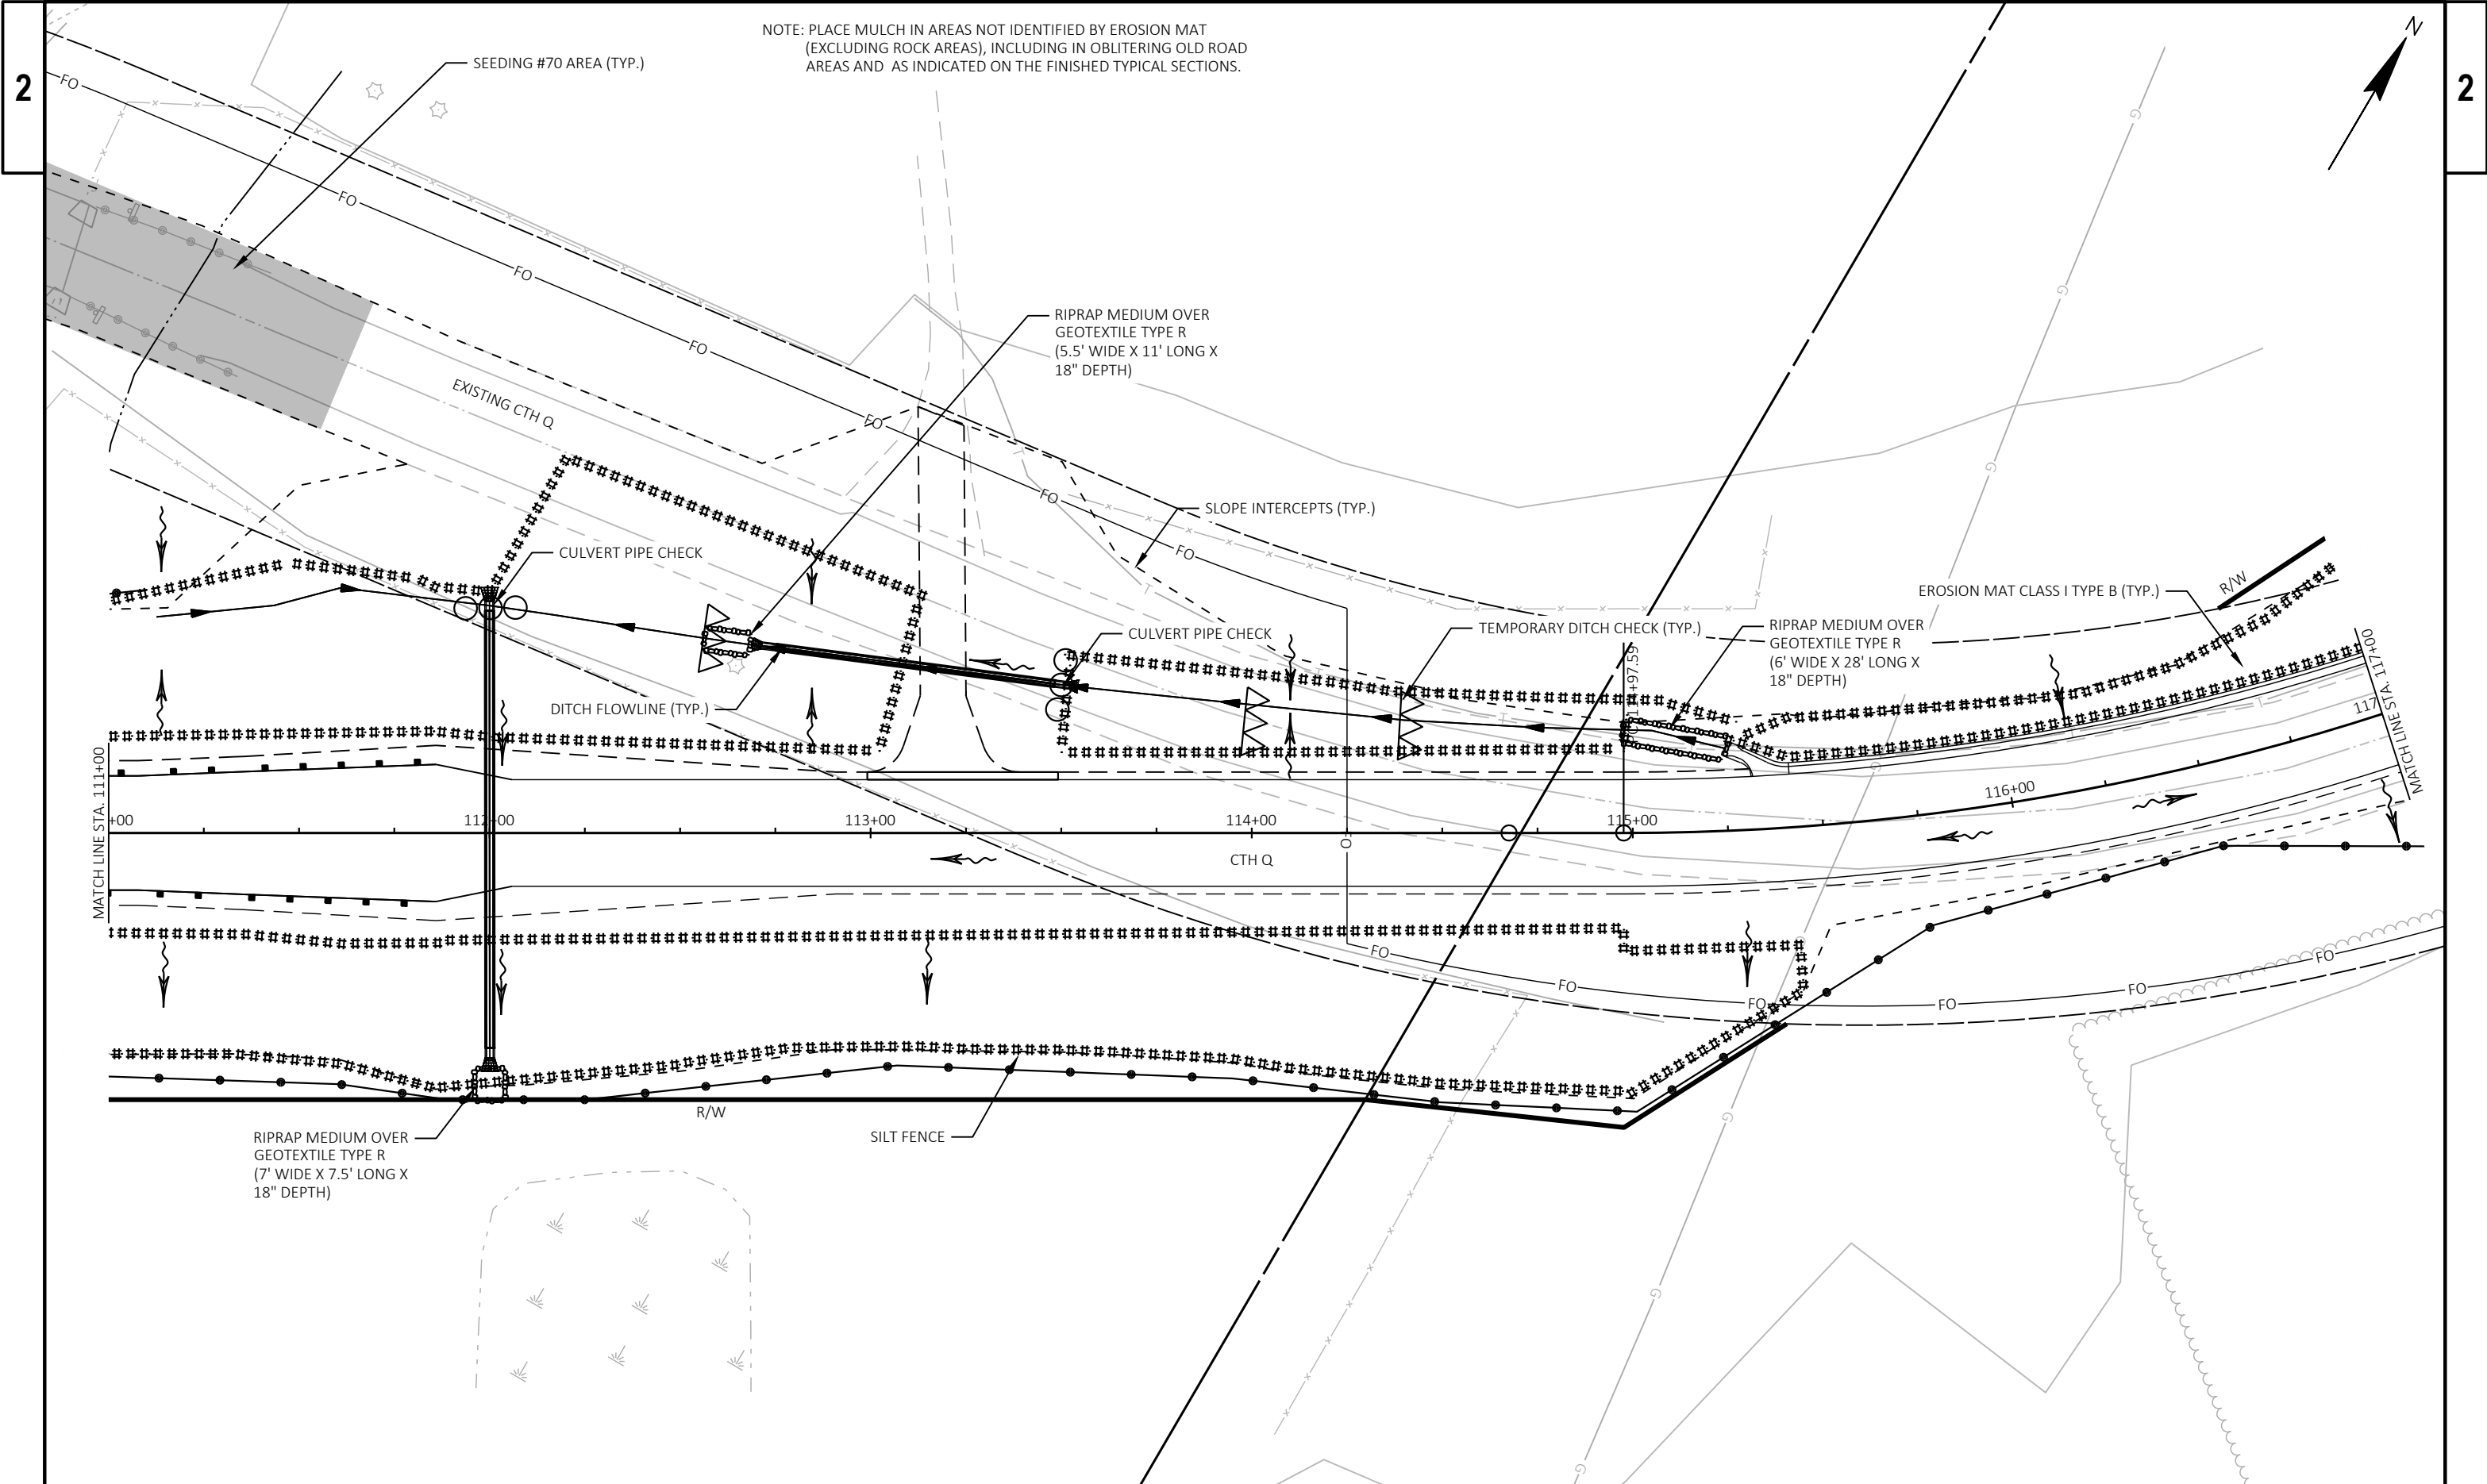 2
2
N
NOTE: PLACE MULCH IN AREAS NOT IDENTIFIED BY EROSION MAT
(EXCLUDING ROCK AREAS), INCLUDING IN OBLITERING OLD ROAD
AREAS AND AS INDICATED ON THE FINISHED TYPICAL SECTIONS.
SEEDING #70 AREA (TYP.)
FO
FO
FO
FO
FO
FO
FO
G
G
G
RIPRAP MEDIUM OVER
GEOTEXTILE TYPE R
(5.5' WIDE X 11' LONG X
18" DEPTH)
EXISTING CTH Q
SLOPE INTERCEPTS (TYP.)
CULVERT PIPE CHECK
T
T
T
T
T
CULVERT PIPE CHECK
TEMPORARY DITCH CHECK (TYP.)
RIPRAP MEDIUM OVER
GEOTEXTILE TYPE R
(6' WIDE X 28' LONG X
18" DEPTH)
EROSION MAT CLASS I TYPE B (TYP.)
R/W
DITCH FLOWLINE (TYP.)
MATCH LINE STA. 111+00
MATCH LINE STA. 117+00
+00
112+00
113+00
114+00
115+00
116+00
117
CTH Q
G
FO
FO
FO
FO
FO
FO
R/W
SILT FENCE
RIPRAP MEDIUM OVER
GEOTEXTILE TYPE R
(7' WIDE X 7.5' LONG X
18" DEPTH)
G
G
G